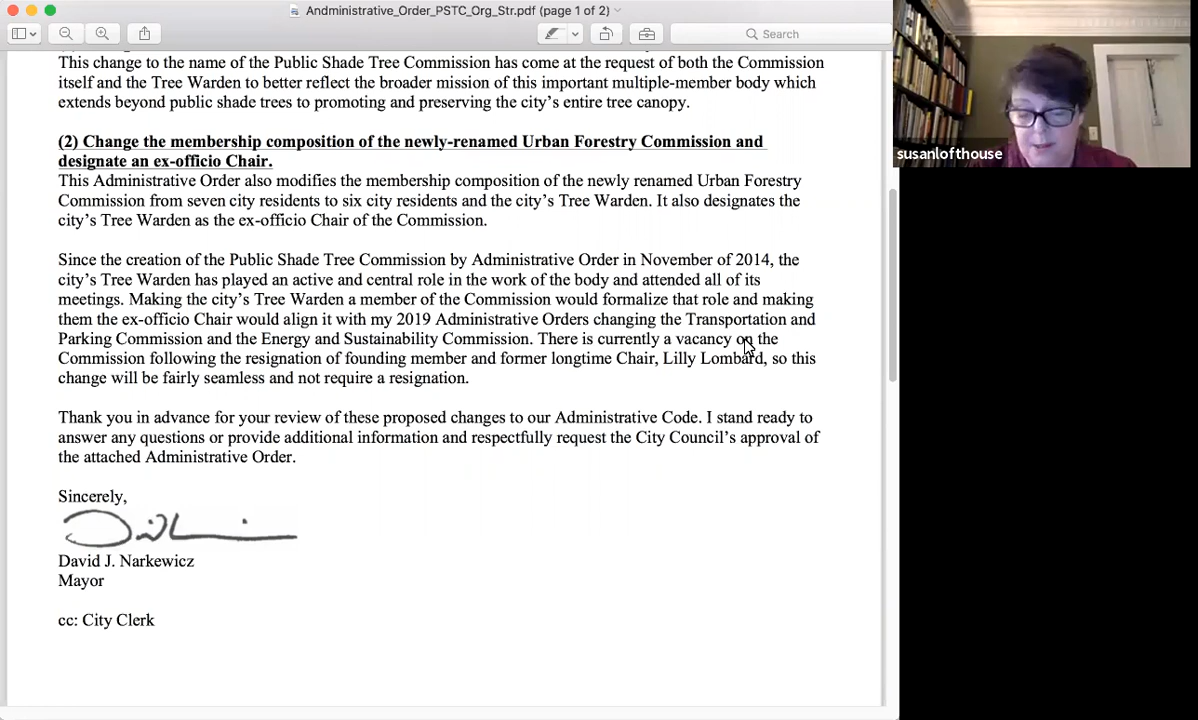 Andministrative_Order_PSTC_Org_Str.pdf (page 1 of 2)
Search
This change to the name of the Public Shade Tree Commission has come at the request of both the Commission
itself and the Tree Warden to better reflect the broader mission of this important multiple-member body which
extends beyond public shade trees to promoting and preserving the city's entire tree canopy.
(2) Change the membership composition of the newly-renamed Urban Forestry Commission and
designate an ex-officio Chair.
This Administrative Order also modifies the membership composition of the newly renamed Urban Forestry
Commission from seven city residents to six city residents and the city's Tree Warden. It also designates the
city's Tree Warden as the ex-officio Chair of the Commission.
Since the creation of the Public Shade Tree Commission by Administrative Order in November of 2014, the
city's Tree Warden has played an active and central role in the work of the body and attended all of its
meetings. Making the city's Tree Warden a member of the Commission would formalize that role and making
them the ex-officio Chair would align it with my 2019 Administrative Orders changing the Transportation and
Parking Commission and the Energy and Sustainability Commission. There is currently a vacancy on the
Commission following the resignation of founding member and former longtime Chair, Lilly Lombard, so this
change will be fairly seamless and not require a resignation.
Thank you in advance for your review of these proposed changes to our Administrative Code. I stand ready to
answer any questions or provide additional information and respectfully request the City Council's approval of
the attached Administrative Order.
Sincerely,
David J. Narkewicz
Mayor
cc: City Clerk
susanlofthouse